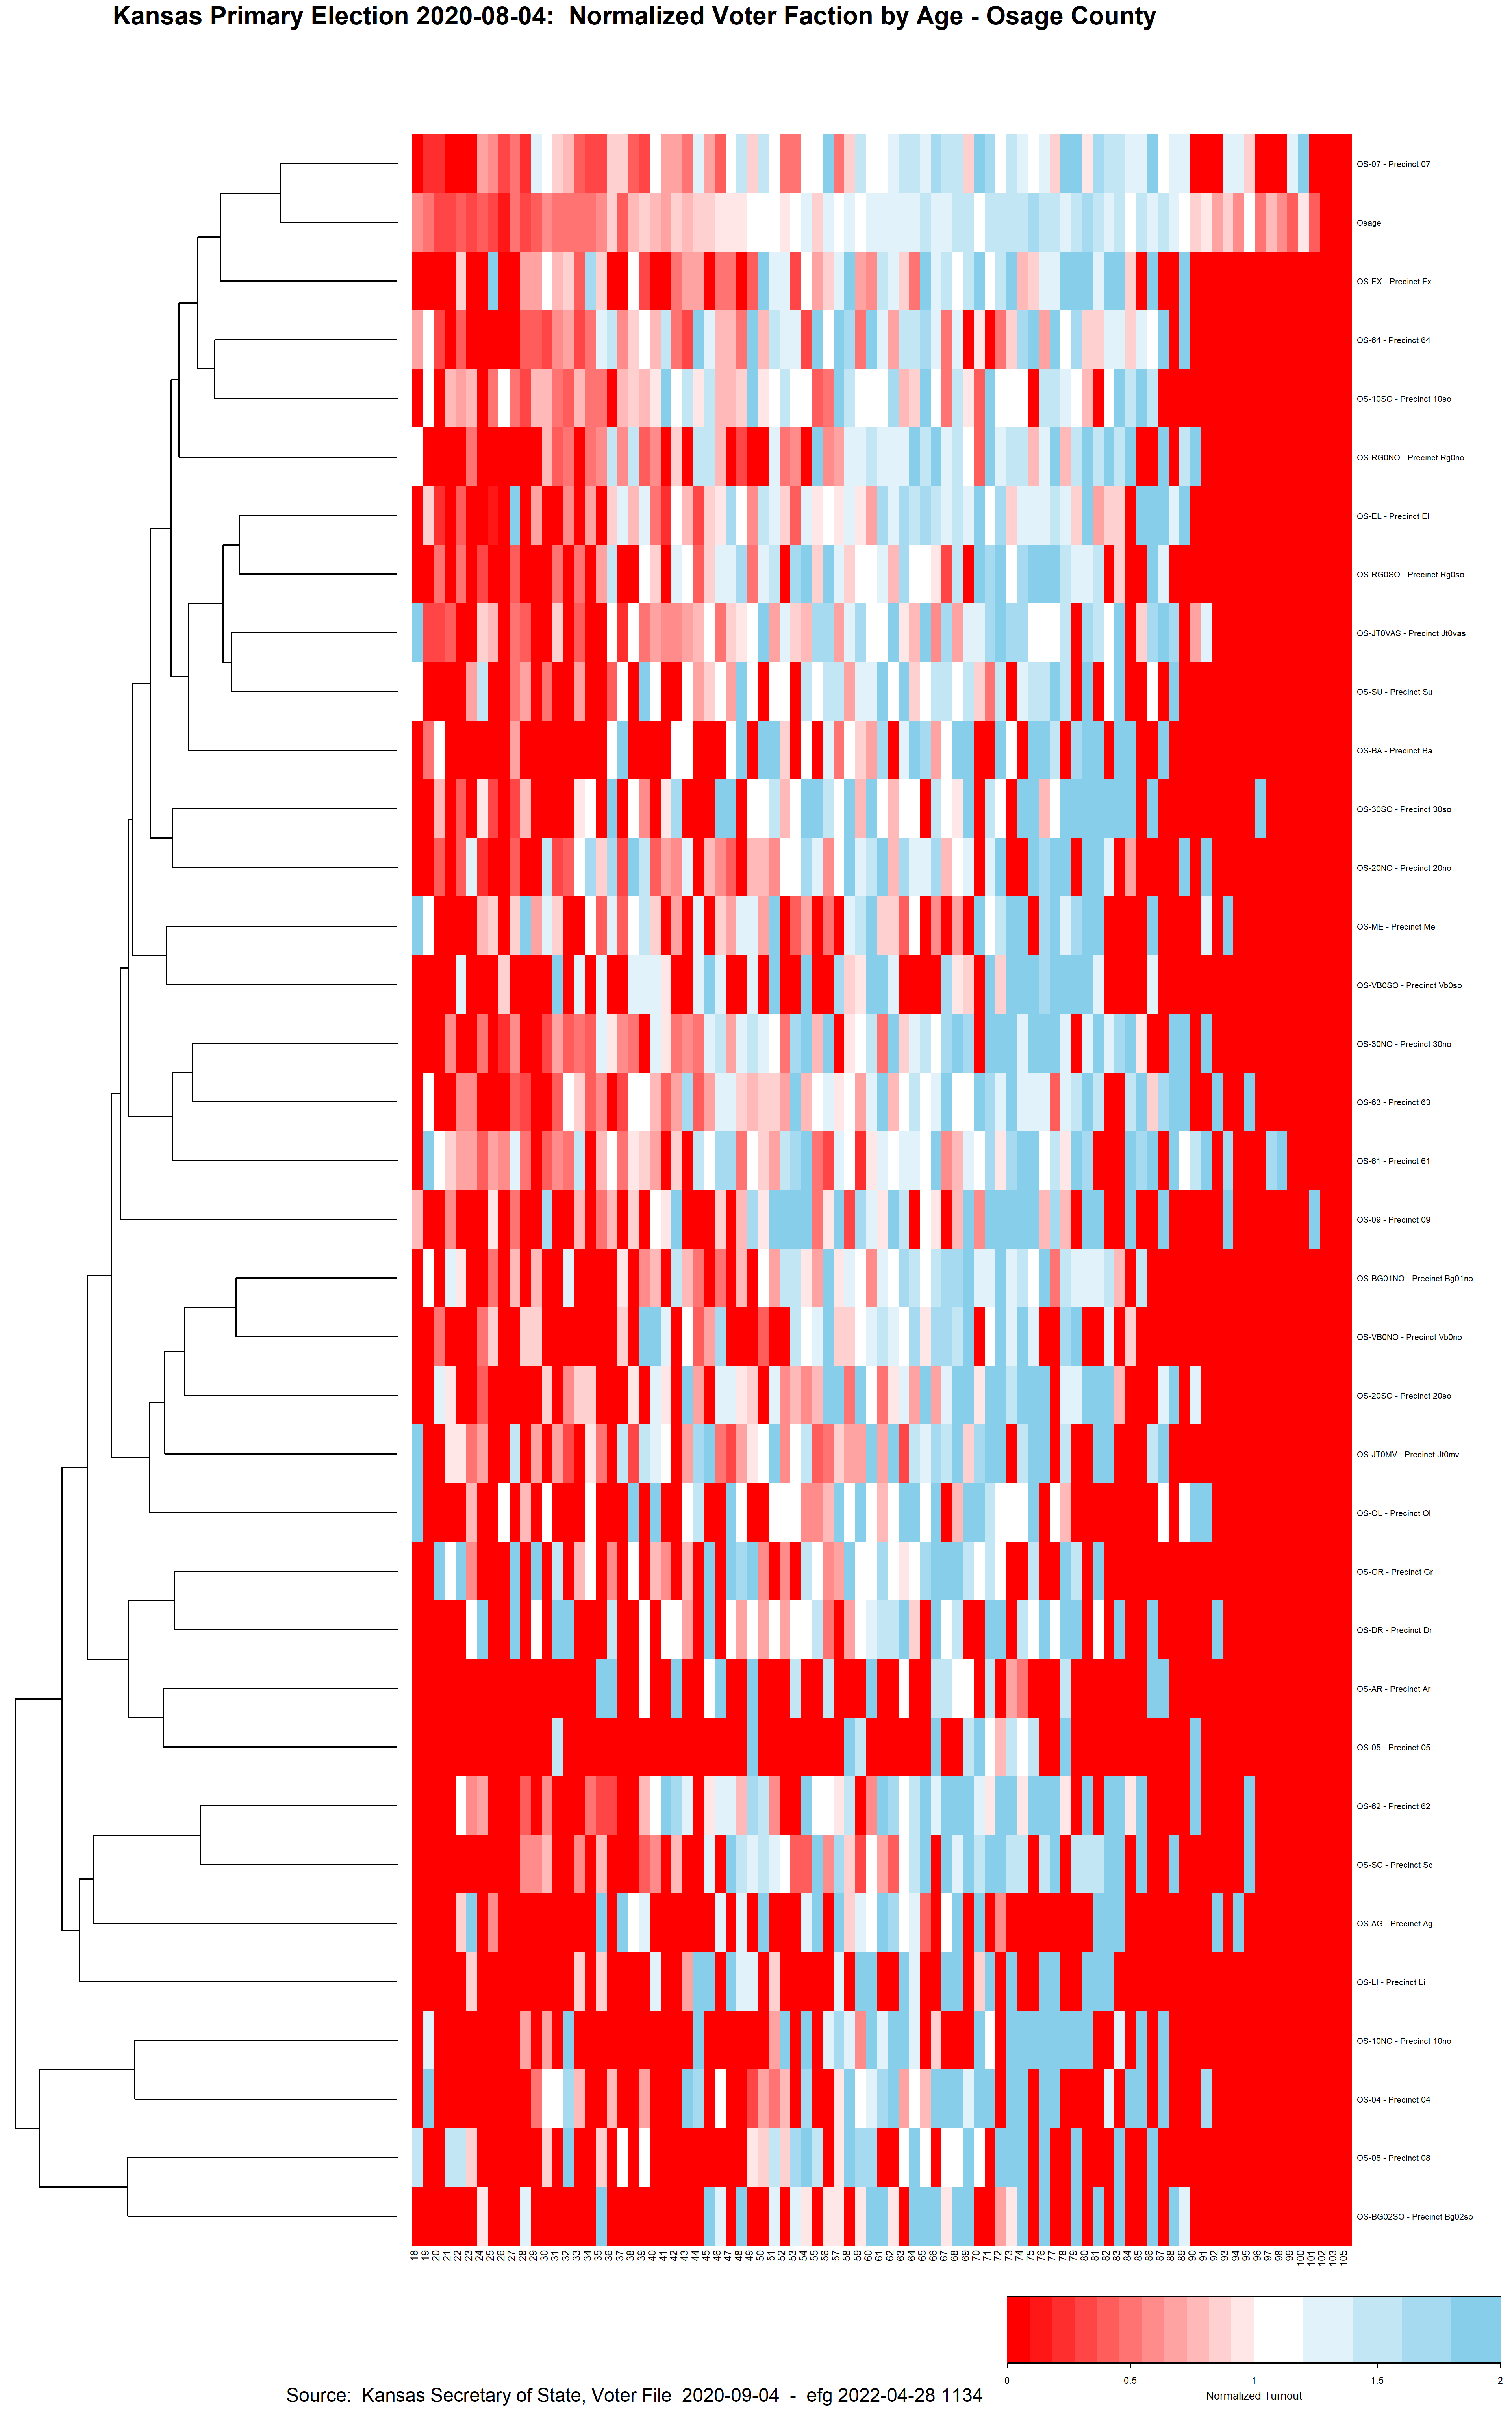 Kansas Primary Election 2020-08-04:  Normalized Voter Faction by Age - Osage County
OS-07 - Precinct 07
Osage
OS-FX - Precinct Fx
OS-64 - Precinct 64
OS-10SO - Precinct 10so
OS-RG0NO - Precinct Rg0no
OS-EL - Precinct El
OS-RG0SO - Precinct Rg0so
OS-JT0VAS - Precinct Jt0vas
OS-SU - Precinct Su
OS-BA - Precinct Ba
OS-30SO - Precinct 30so
OS-20NO - Precinct 20no
OS-ME - Precinct Me
OS-VB0SO - Precinct Vb0so
OS-30NO - Precinct 30no
OS-63 - Precinct 63
OS-61 - Precinct 61
OS-09 - Precinct 09
OS-BG01NO - Precinct Bg01no
OS-VB0NO - Precinct Vb0no
OS-20SO - Precinct 20so
OS-JT0MV - Precinct Jt0mv
OS-OL - Precinct Ol
OS-GR - Precinct Gr
OS-DR - Precinct Dr
OS-AR - Precinct Ar
OS-05 - Precinct 05
OS-62 - Precinct 62
OS-SC - Precinct Sc
OS-AG - Precinct Ag
OS-LI - Precinct Li
OS-10NO - Precinct 10no
OS-04 - Precinct 04
OS-08 - Precinct 08
OS-BG02SO - Precinct Bg02so
18 19 20 21 22 23 24 25 26 27 28 29 30 31 32 33 34 35 36 37 38 39 40 41 42 43 44 45 46 47 48 49 50 51 52 53 54 55 56 57 58 59 60 61 62 63 64 65 66 67 68 69 70 71 72 73 74 75 76 77 78 79 80 81 82 83 84 85 86 87 88 89 90 91 92 93 94 95 96 97 98 99 100 101 102 103 105
0 0.5 1 1.5 2
Normalized Turnout
Source:  Kansas Secretary of State, Voter File  2020-09-04  -  efg 2022-04-28 1134